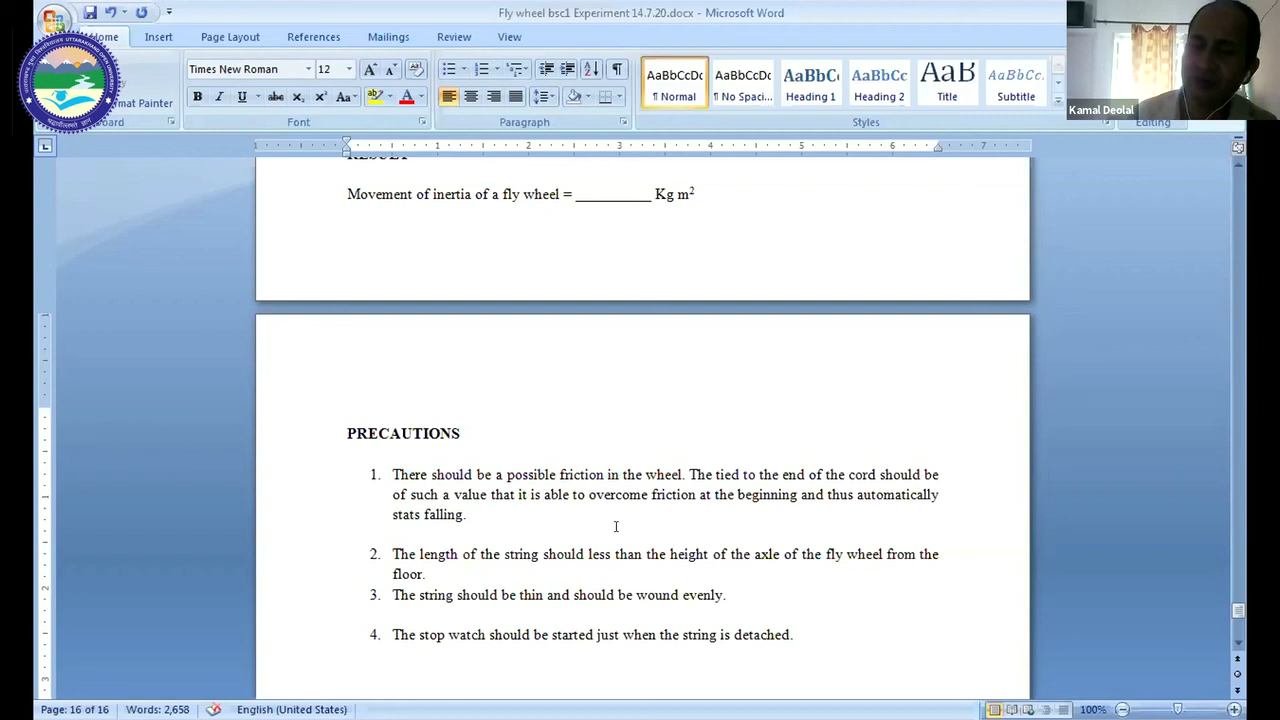 Fly wheel bsc1 Experiment 14.7.20.docx - Microsoft Word
Home Insert Page Layout References Mailings Review View
Kamal Deolal
Times New Roman 12
AaBbCcDc AaBbCcDc AaBbC AaBbCc AaB AaBbCcDc
¶ Normal ¶ No Spaci... Heading 1 Heading 2 Title Subtitle
Format Painter
Font Paragraph Styles Editing
RESULT
Movement of inertia of a fly wheel = __________ Kg m²
PRECAUTIONS
1. There should be a possible friction in the wheel. The tied to the end of the cord should be
of such a value that it is able to overcome friction at the beginning and thus automatically
stats falling.
2. The length of the string should less than the height of the axle of the fly wheel from the
floor.
3. The string should be thin and should be wound evenly.
4. The stop watch should be started just when the string is detached.
Page: 16 of 16 Words: 2,658 English (United States) 100%